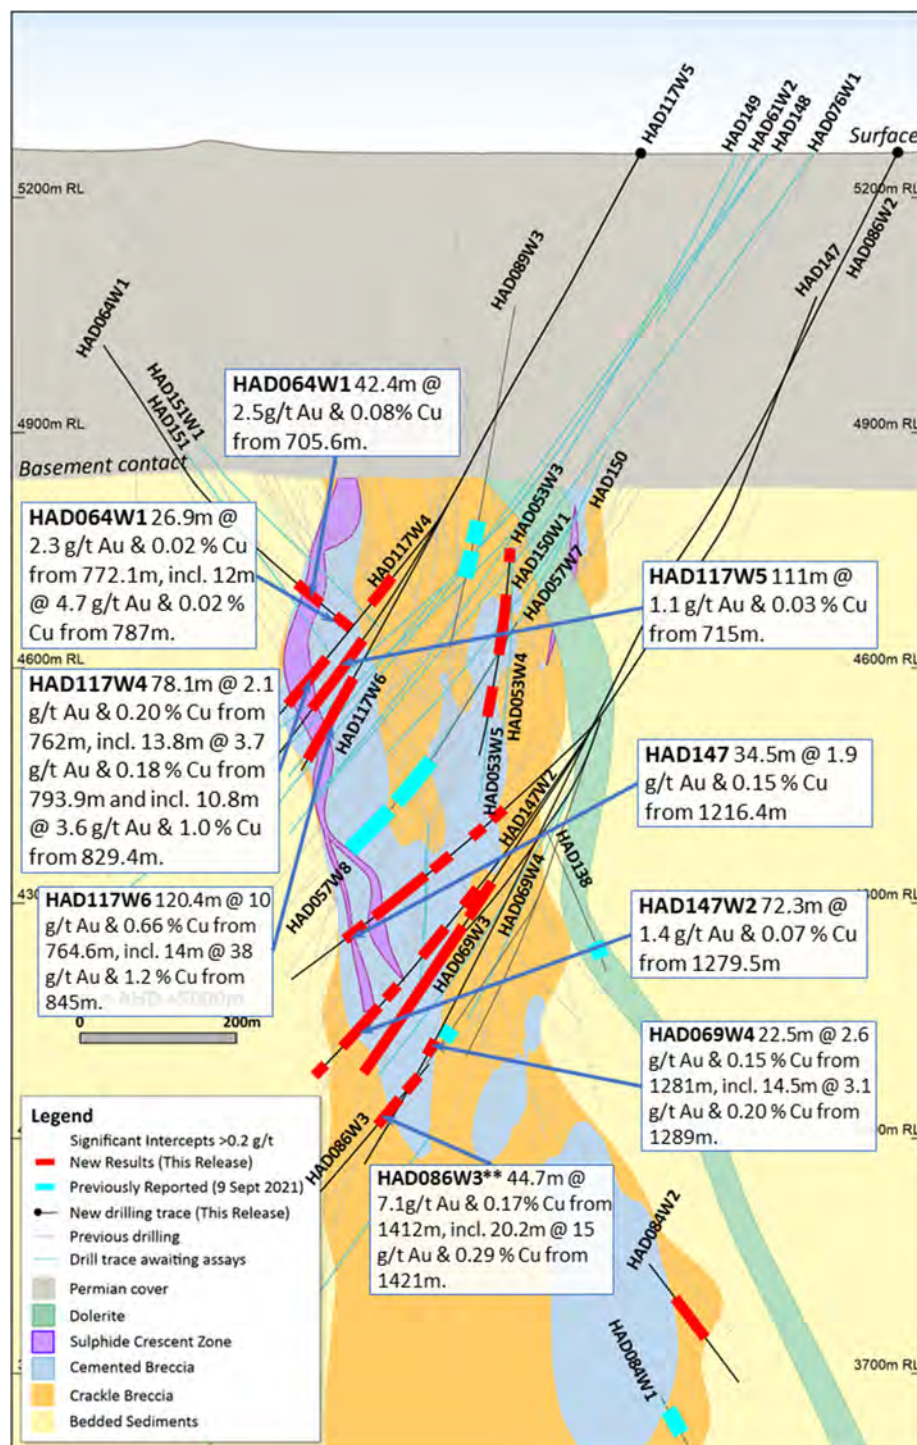 HAD117W5
HAD149
HAD61W2
HAD148
HAD076W1
Surface
5200m RL
5200m RL
HAD089W3
HAD147
HAD086W2
HAD064W1
HAD151W1
HAD151
HAD064W1 42.4m @
2.5g/t Au & 0.08% Cu
from 705.6m.
4900m RL
4900m RL
Basement contact
HAD053W3
HAD150
HAD150W1
HAD057W7
HAD117W4
HAD064W1 26.9m @
2.3 g/t Au & 0.02 % Cu
from 772.1m, incl. 12m
@ 4.7 g/t Au & 0.02 %
Cu from 787m.
HAD117W5 111m @
1.1 g/t Au & 0.03 % Cu
from 715m.
4600m RL
4600m RL
HAD117W4 78.1m @ 2.1
g/t Au & 0.20 % Cu from
762m, incl. 13.8m @ 3.7
g/t Au & 0.18 % Cu from
793.9m and incl. 10.8m
@ 3.6 g/t Au & 1.0 % Cu
from 829.4m.
HAD117W6
HAD053W4
HAD053W5
HAD147 34.5m @ 1.9
g/t Au & 0.15 % Cu
from 1216.4m
HAD147W2
HAD057W8
HAD069W4
HAD138
HAD069W3
HAD117W6 120.4m @ 10
g/t Au & 0.66 % Cu from
764.6m, incl. 14m @ 38
g/t Au & 1.2 % Cu from
845m.
HAD147W2 72.3m @
1.4 g/t Au & 0.07 % Cu
from 1279.5m
0
200m
HAD069W4 22.5m @ 2.6
g/t Au & 0.15 % Cu from
1281m, incl. 14.5m @ 3.1
g/t Au & 0.20 % Cu from
1289m.
HAD086W3
HAD086W3** 44.7m @
7.1g/t Au & 0.17% Cu from
1412m, incl. 20.2m @ 15
g/t Au & 0.29 % Cu from
1421m.
HAD084W2
HAD084W1
3700m RL
Legend
Significant Intercepts >0.2 g/t
New Results (This Release)
Previously Reported (9 Sept 2021)
New drilling trace (This Release)
Previous drilling
Drill trace awaiting assays
Permian cover
Dolerite
Sulphide Crescent Zone
Cemented Breccia
Crackle Breccia
Bedded Sediments